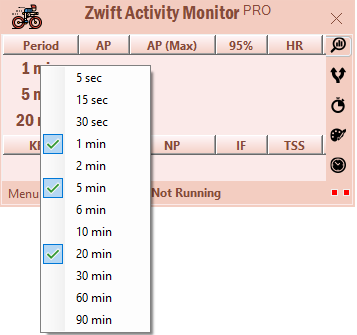 Zwift Activity Monitor PRO
Period AP AP (Max) 95% HR
1 m
5 m
20
5 sec
15 sec
30 sec
1 min
2 min
5 min
6 min
10 min
20 min
30 min
60 min
90 min
K NP IF TSS
Menu Not Running